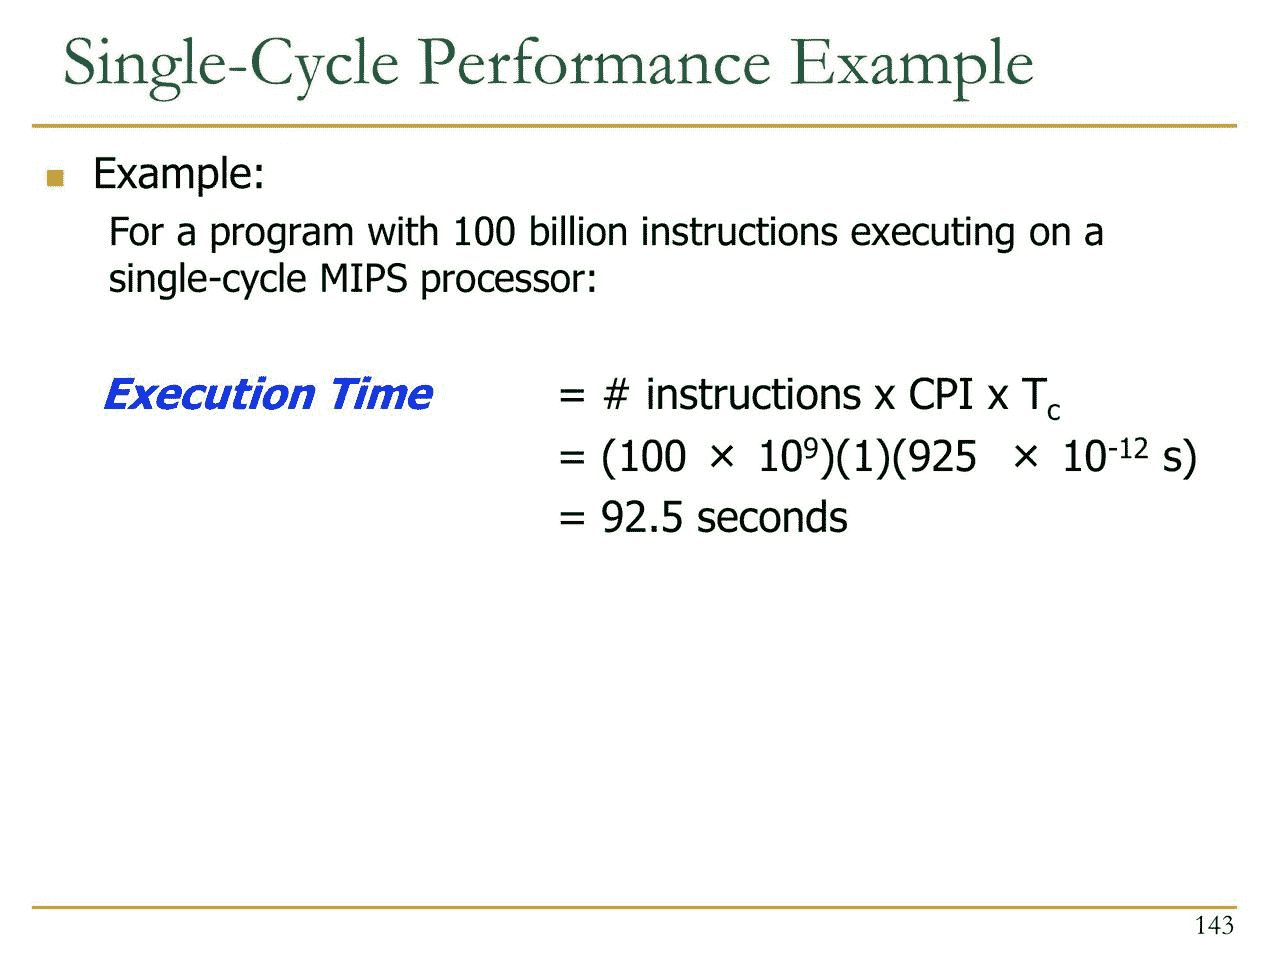 Single-Cycle Performance Example
Example:
For a program with 100 billion instructions executing on a
single-cycle MIPS processor:
Execution Time = # instructions x CPI x Tc
= (100 × 10⁹)(1)(925 × 10⁻¹² s)
= 92.5 seconds
143